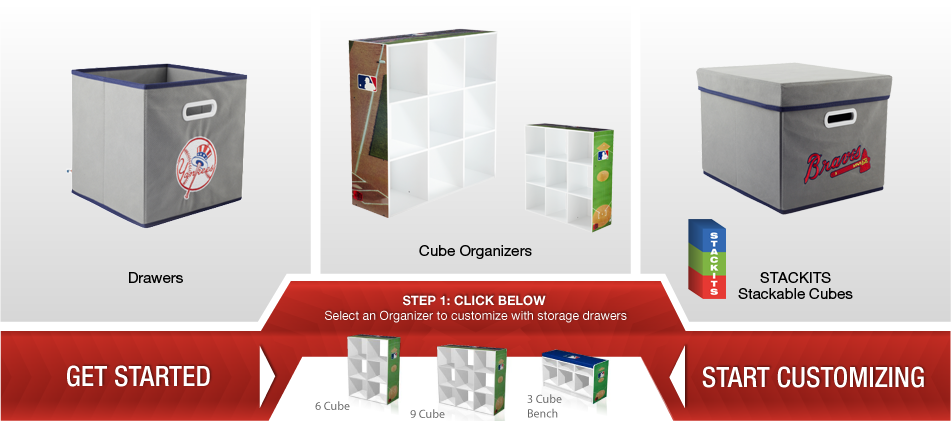 Yankees
Braves
STACKITS
Drawers
Cube Organizers
STACKITS
Stackable Cubes
STEP 1: CLICK BELOW
Select an Organizer to customize with storage drawers
GET STARTED
START CUSTOMIZING
6 Cube
9 Cube
3 Cube
Bench